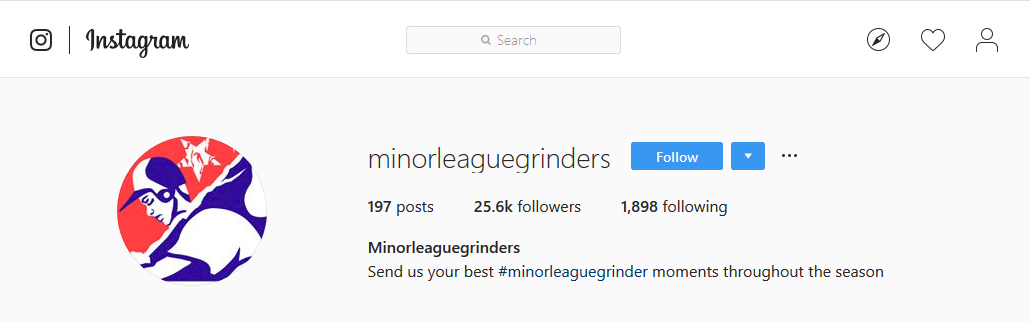 Instagram
Search
minorleaguegrinders Follow
197 posts 25.6k followers 1,898 following
Minorleaguegrinders
Send us your best #minorleaguegrinder moments throughout the season